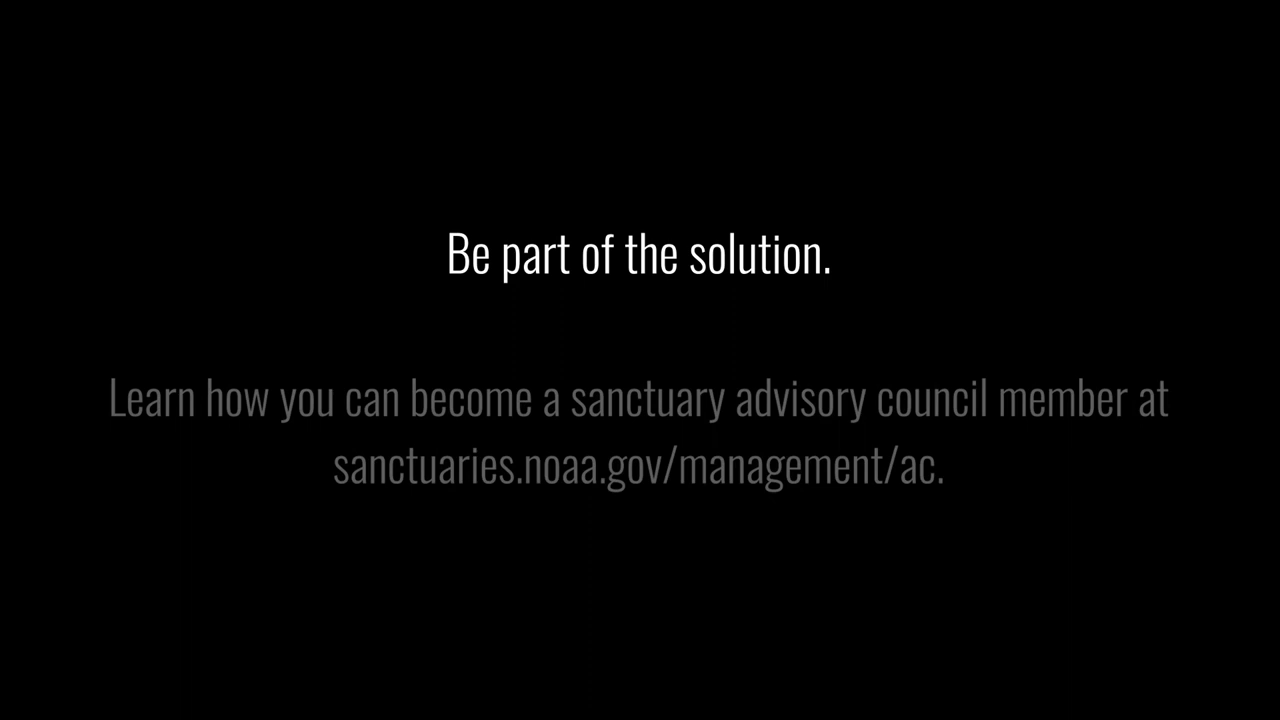 Be part of the solution.
Learn how you can become a sanctuary advisory council member at
sanctuaries.noaa.gov/management/ac.